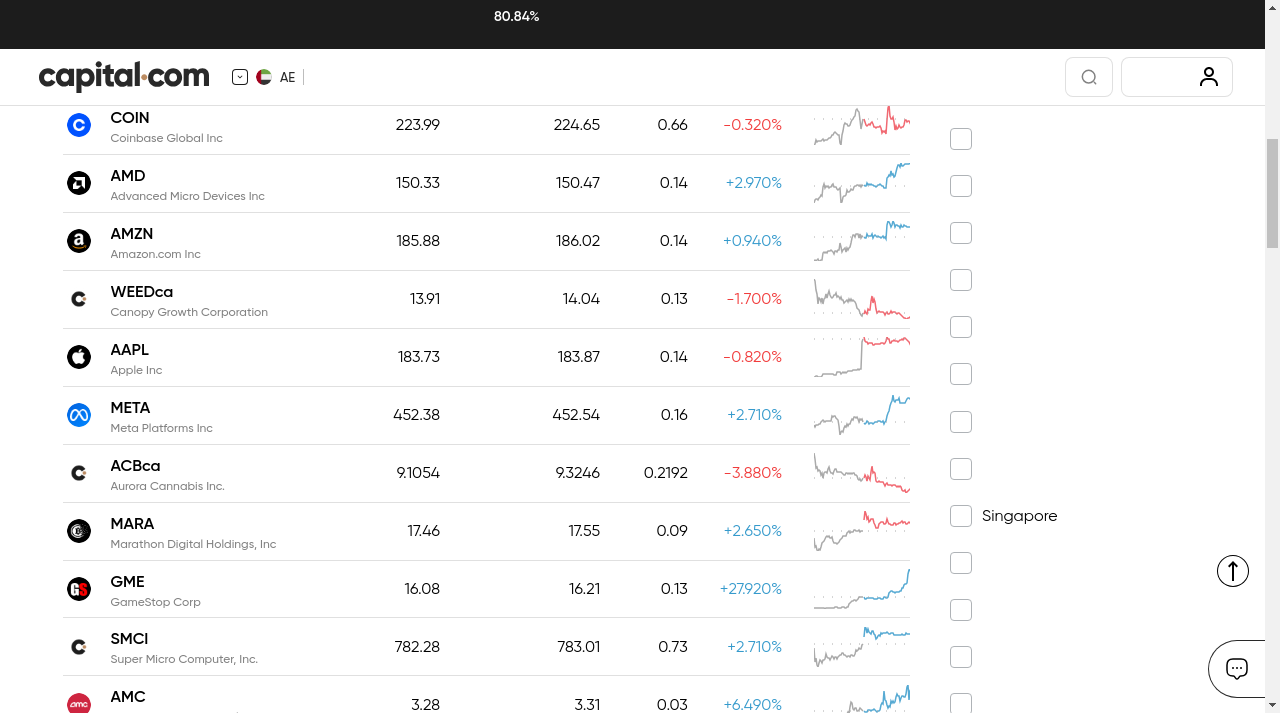 80.84%
capital.com
AE
COIN
Coinbase Global Inc
223.99 224.65 0.66 -0.320%
AMD
Advanced Micro Devices Inc
150.33 150.47 0.14 +2.970%
AMZN
Amazon.com Inc
185.88 186.02 0.14 +0.940%
WEEDca
Canopy Growth Corporation
13.91 14.04 0.13 -1.700%
AAPL
Apple Inc
183.73 183.87 0.14 -0.820%
META
Meta Platforms Inc
452.38 452.54 0.16 +2.710%
ACBca
Aurora Cannabis Inc.
9.1054 9.3246 0.2192 -3.880%
MARA
Marathon Digital Holdings, Inc
17.46 17.55 0.09 +2.650%
Singapore
GME
GameStop Corp
16.08 16.21 0.13 +27.920%
SMCI
Super Micro Computer, Inc.
782.28 783.01 0.73 +2.710%
AMC
3.28 3.31 0.03 +6.490%